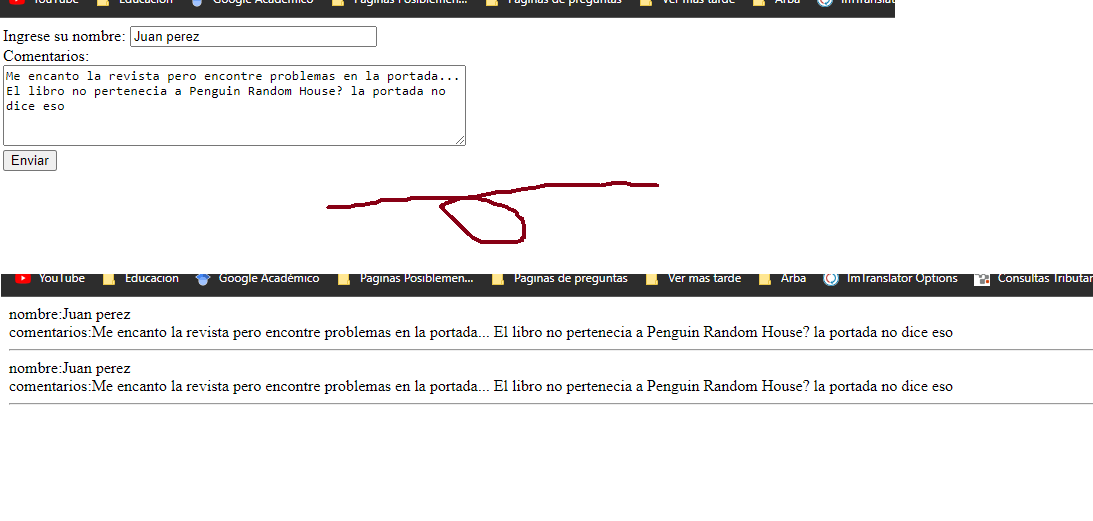 YouTube Educacion Google Académico Paginas Posiblemen... Paginas de preguntas Ver mas tarde Arba ImTranslator
Ingrese su nombre: Juan perez
Comentarios:
Me encanto la revista pero encontre problemas en la portada...
El libro no pertenecia a Penguin Random House? la portada no
dice eso
Enviar
YouTube Educacion Google Académico Paginas Posiblemen... Paginas de preguntas Ver mas tarde Arba ImTranslator Options Consultas Tributar
nombre:Juan perez
comentarios:Me encanto la revista pero encontre problemas en la portada... El libro no pertenecia a Penguin Random House? la portada no dice eso
nombre:Juan perez
comentarios:Me encanto la revista pero encontre problemas en la portada... El libro no pertenecia a Penguin Random House? la portada no dice eso